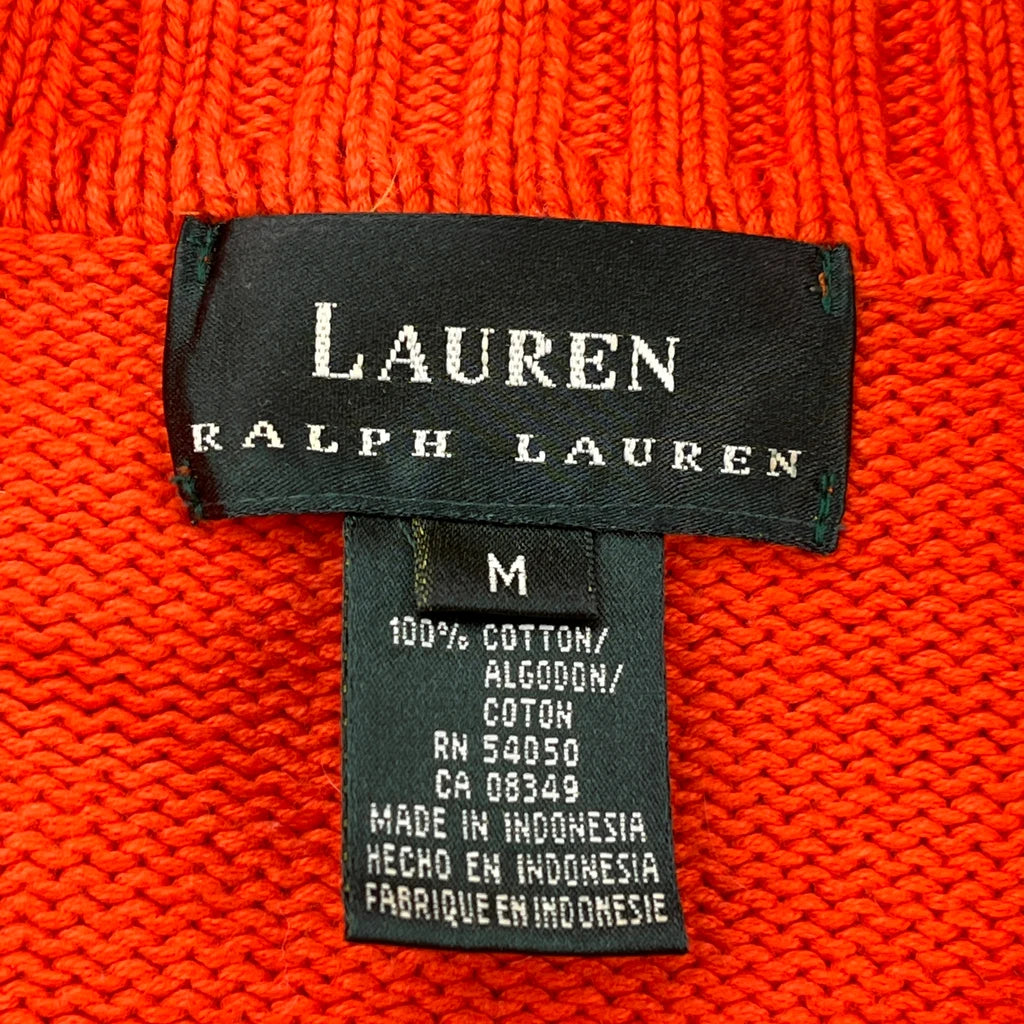 LAUREN
RALPH LAUREN
M
100% COTTON/
ALGODON/
COTON
RN 54050
CA 08349
MADE IN INDONESIA
HECHO EN INDONESIA
FABRIQUE EN INDONESIE